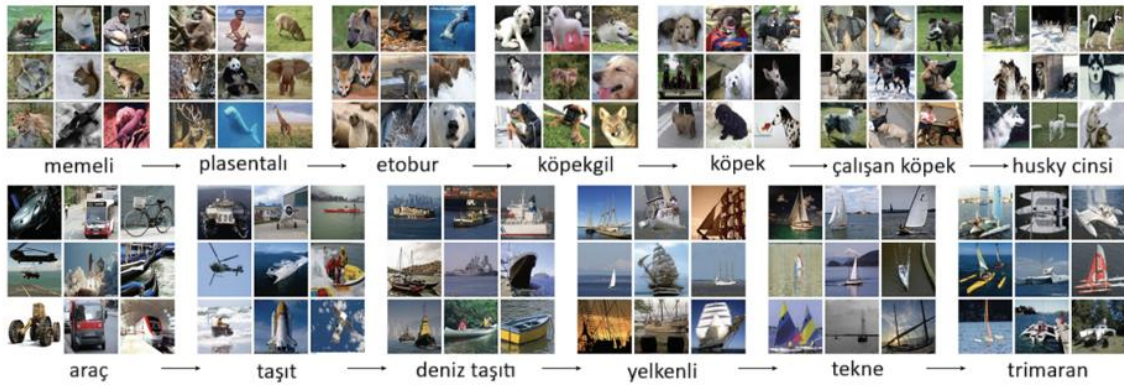 memeli → plasentalı → etobur → köpekgil → köpek → çalışan köpek → husky cinsi
araç → taşıt → deniz taşıtı → yelkenli → tekne → trimaran